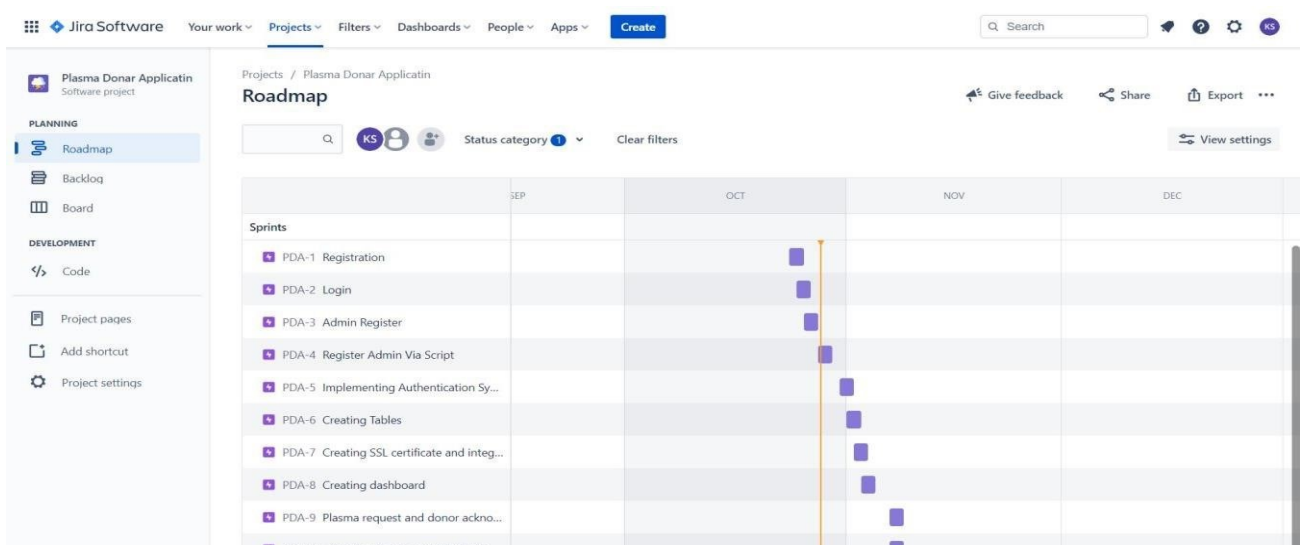 Jira Software Your work Projects Filters Dashboards People Apps Create Search KS
Plasma Donar Applicatin
Software project
PLANNING
Roadmap
Backlog
Board
DEVELOPMENT
Code
Project pages
Add shortcut
Project settings
Projects / Plasma Donar Applicatin
Roadmap
Give feedback Share Export
KS Status category 1 Clear filters View settings
SEP OCT NOV DEC
Sprints
PDA-1 Registration
PDA-2 Login
PDA-3 Admin Register
PDA-4 Register Admin Via Script
PDA-5 Implementing Authentication Sy...
PDA-6 Creating Tables
PDA-7 Creating SSL certificate and integ...
PDA-8 Creating dashboard
PDA-9 Plasma request and donor ackno...